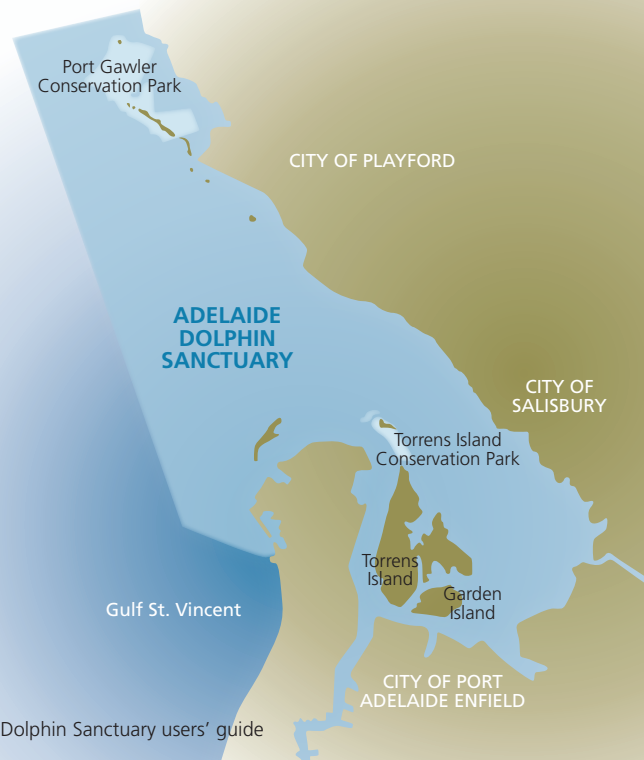 Port Gawler
Conservation Park
CITY OF PLAYFORD
ADELAIDE
DOLPHIN
SANCTUARY
CITY OF
SALISBURY
Torrens Island
Conservation Park
Torrens
Island
Garden
Island
Gulf St. Vincent
CITY OF PORT
ADELAIDE ENFIELD
Dolphin Sanctuary users' guide